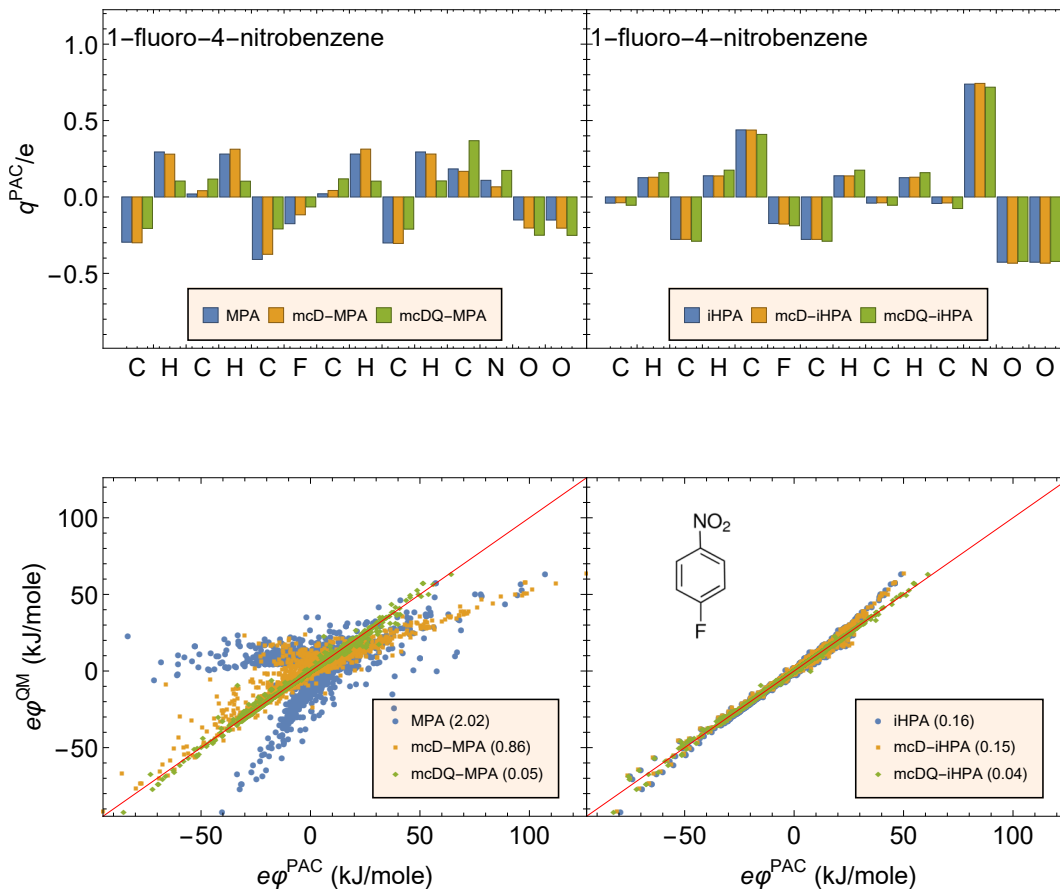 1−fluoro−4−nitrobenzene
1−fluoro−4−nitrobenzene
1.0
0.5
0.0
−0.5
q^PAC/e
MPA mcD−MPA mcDQ−MPA
iHPA mcD−iHPA mcDQ−iHPA
C H C H C F C H C H C N O O
C H C H C F C H C H C N O O
100
50
0
−50
eφ^QM (kJ/mole)
NO₂
F
MPA (2.02)
mcD−MPA (0.86)
mcDQ−MPA (0.05)
iHPA (0.16)
mcD−iHPA (0.15)
mcDQ−iHPA (0.04)
−50 0 50 100
−50 0 50 100
eφ^PAC (kJ/mole)
eφ^PAC (kJ/mole)